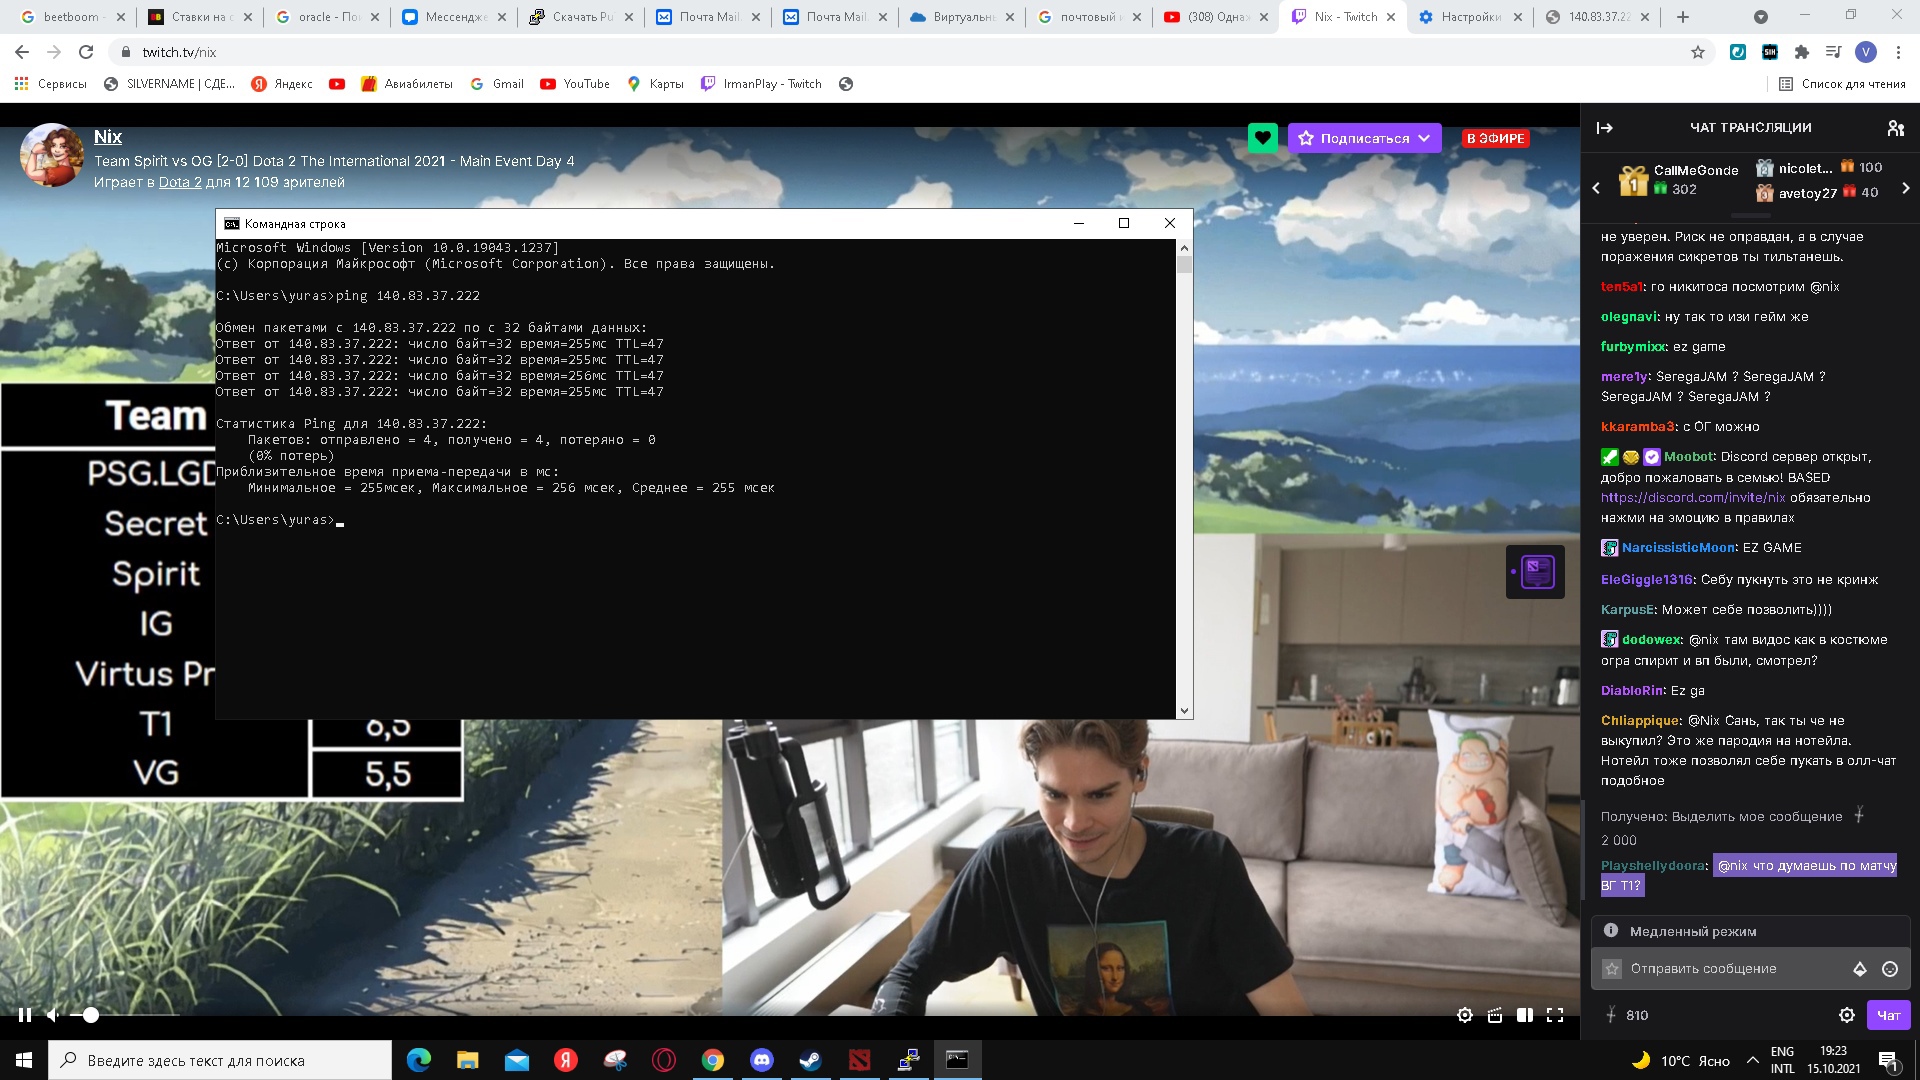 beetboom -
Ставки на с
oracle - По
Мессендже
Скачать Pu
Почта Mail
Почта Mail
Виртуальн
почтовый
(308) Одна
Nix - Twitch
Настройки
140.83.37.22
twitch.tv/nix
V
Сервисы
SILVERNAME | СДЕ...
Яндекс
Авиабилеты
Gmail
YouTube
Карты
IrmanPlay - Twitch
Список для чтения
Nix
Team Spirit vs OG [2-0] Dota 2 The International 2021 - Main Event Day 4
Играет в Dota 2 для 12 109 зрителей
Подписаться
В ЭФИРЕ
Командная строка
Microsoft Windows [Version 10.0.19043.1237]
(c) Корпорация Майкрософт (Microsoft Corporation). Все права защищены.
C:\Users\yuras>ping 140.83.37.222
Обмен пакетами с 140.83.37.222 по с 32 байтами данных:
Ответ от 140.83.37.222: число байт=32 время=255мс TTL=47
Ответ от 140.83.37.222: число байт=32 время=255мс TTL=47
Ответ от 140.83.37.222: число байт=32 время=256мс TTL=47
Ответ от 140.83.37.222: число байт=32 время=255мс TTL=47
Статистика Ping для 140.83.37.222:
Пакетов: отправлено = 4, получено = 4, потеряно = 0
(0% потерь)
Приблизительное время приема-передачи в мс:
Минимальное = 255мсек, Максимальное = 256 мсек, Среднее = 255 мсек
C:\Users\yuras>
Team
PSG.LGD
Secret
Spirit
IG
Virtus Pr
T1
6,5
VG
5,5
ЧАТ ТРАНСЛЯЦИИ
1
CallMeGonde
302
nicolet... 100
avetoy27 40
не уверен. Риск не оправдан, а в случае
поражения сикретов ты тильтанешь.
ten5a1: го никитоса посмотрим @nix
olegnavi: ну так то изи гейм же
furbymixx: ez game
mere1y: SeregaJAM ? SeregaJAM ?
SeregaJAM ? SeregaJAM ?
kkaramba3: с ОГ можно
Moobot: Discord сервер открыт,
добро пожаловать в семью! BASED
https://discord.com/invite/nix обязательно
нажми на эмоцию в правилах
NarcissisticMoon: EZ GAME
EleGiggle1316: Себу пукнуть это не кринж
KarpusE: Может себе позволить))))
dodowex: @nix там видос как в костюме
огра спирит и вп были, смотрел?
DiabloRin: Ez ga
Chliappique: @Nix Сань, так ты че не
выкупил? Это же пародия на нотейла.
Нотейл тоже позволял себе пукать в олл-чат
подобное
Получено: Выделить мое сообщение
2 000
Playshellydoora: @nix что думаешь по матчу
ВГ Т1?
Медленный режим
Отправить сообщение
810
Чат
Введите здесь текст для поиска
10°C Ясно
ENG
INTL
19:23
15.10.2021
1